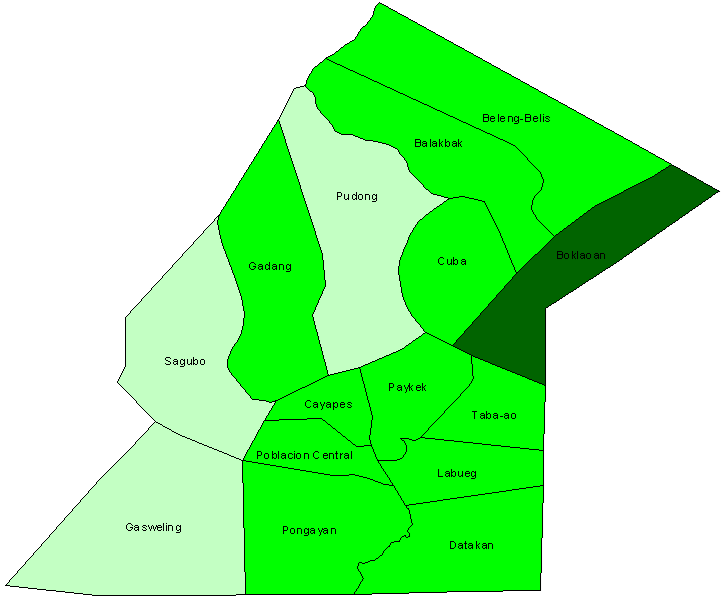 Beleng-Belis
Balakbak
Pudong
Boklaoan
Cuba
Gadang
Sagubo
Paykek
Cayapes
Taba-ao
Poblacion Central
Labueg
Gasweling
Pongayan
Datakan